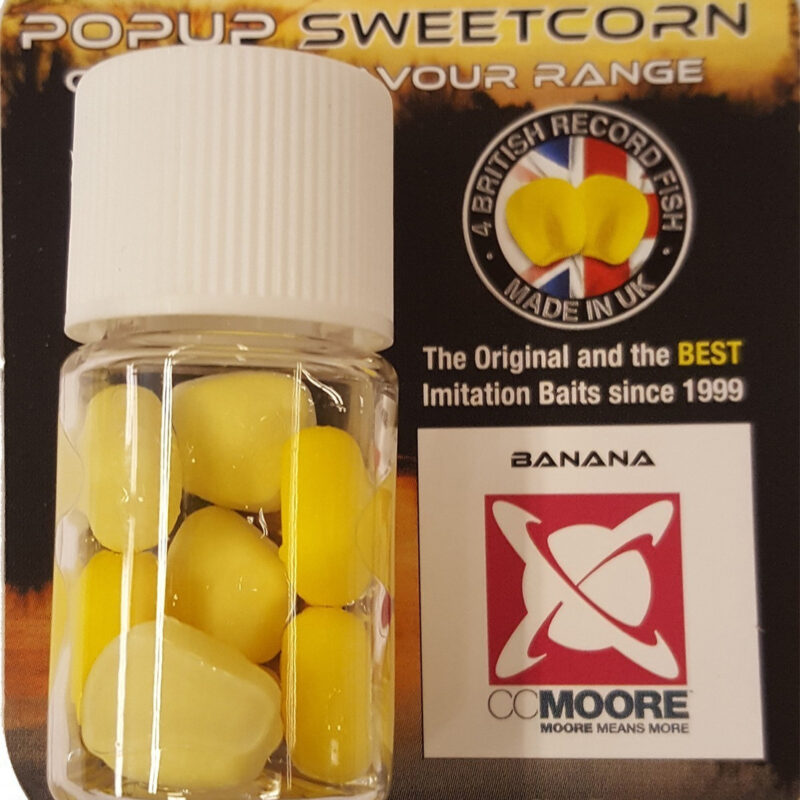 POPUP SWEETCORN
VOUR RANGE
4 BRITISH RECORD FISH
MADE IN UK
The Original and the BEST
Imitation Baits since 1999
BANANA
CCMOORE
MOORE MEANS MORE